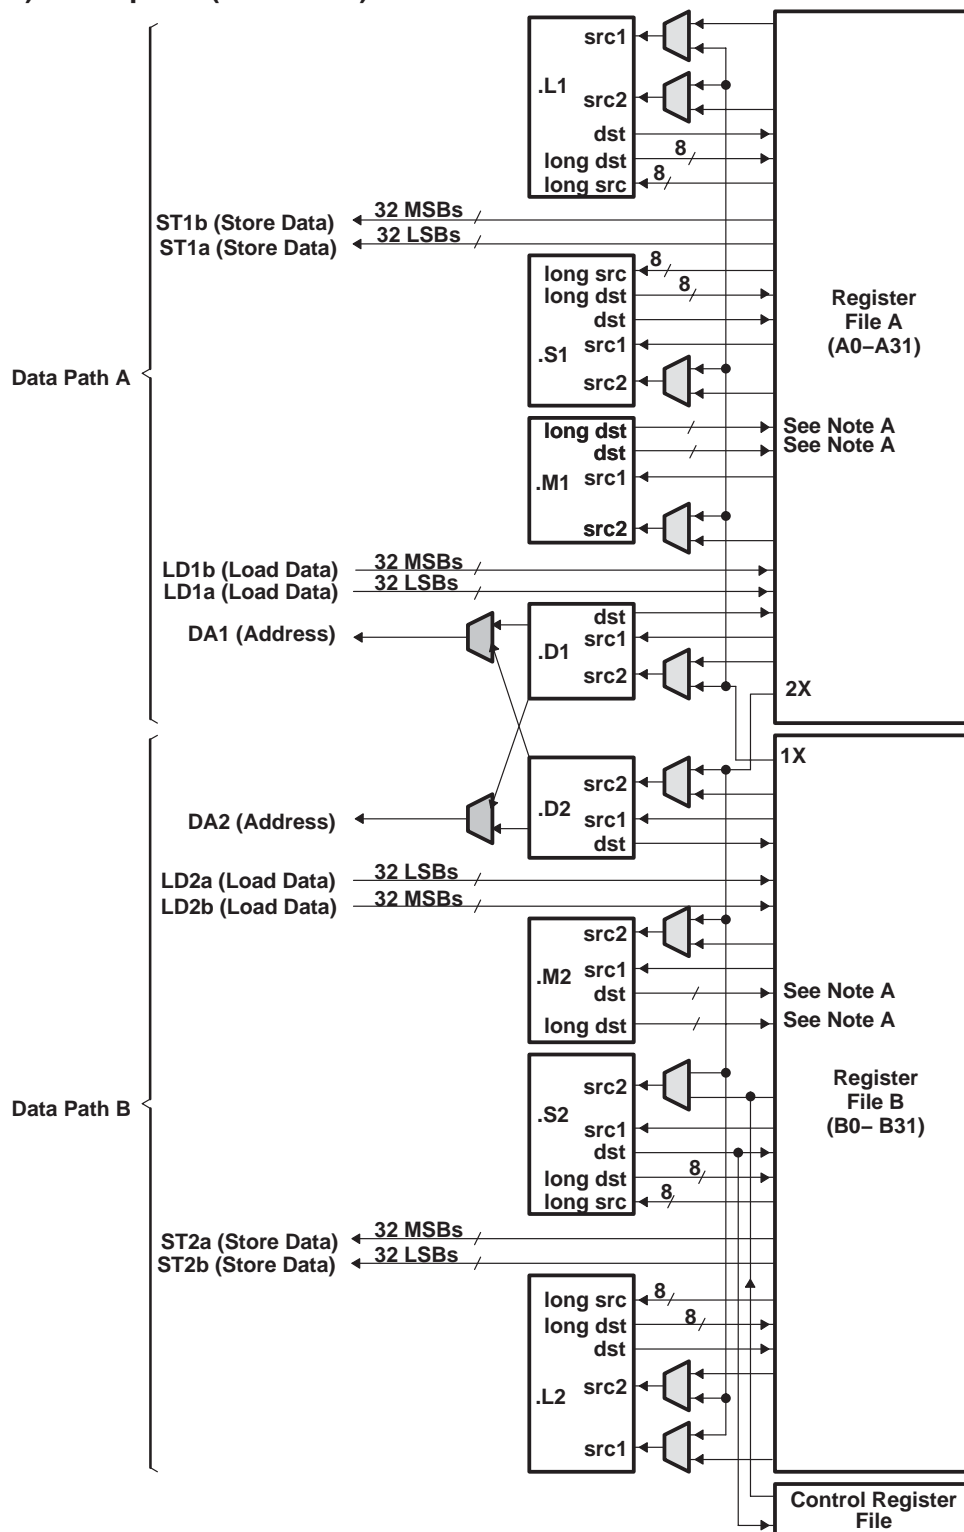 src1
.L1
src2
dst
long dst
8
long src
8
ST1b (Store Data)
32 MSBs
ST1a (Store Data)
32 LSBs
long src
8
long dst
8
dst
.S1
src1
src2
Register
File A
(A0–A31)
Data Path A
long dst
See Note A
dst
See Note A
.M1
src1
src2
LD1b (Load Data)
32 MSBs
LD1a (Load Data)
32 LSBs
DA1 (Address)
dst
src1
.D1
src2
2X
1X
src2
.D2
src1
dst
DA2 (Address)
LD2a (Load Data)
32 LSBs
LD2b (Load Data)
32 MSBs
src2
.M2
src1
dst
See Note A
long dst
See Note A
src2
.S2
src1
dst
long dst
8
long src
8
Register
File B
(B0– B31)
Data Path B
ST2a (Store Data)
32 MSBs
ST2b (Store Data)
32 LSBs
long src
8
long dst
8
dst
.L2
src2
src1
Control Register
File